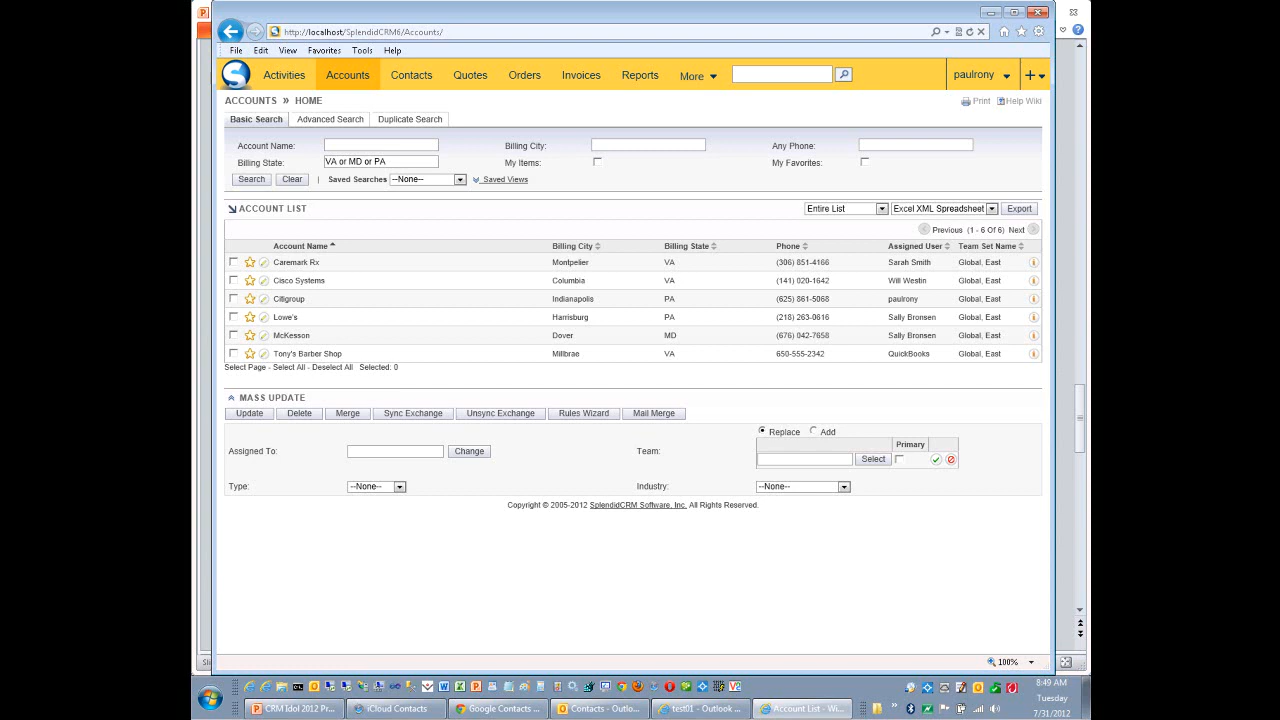 http://localhost/SplendidCRM6/Accounts/
File Edit View Favorites Tools Help
Activities Accounts Contacts Quotes Orders Invoices Reports More paulrony
ACCOUNTS » HOME Print Help Wiki
Basic Search Advanced Search Duplicate Search
Account Name: Billing City: Any Phone:
Billing State: VA or MD or PA My Items: My Favorites:
Search Clear | Saved Searches --None-- Saved Views
ACCOUNT LIST Entire List Excel XML Spreadsheet Export
Previous (1 - 6 Of 6) Next
Account Name Billing City Billing State Phone Assigned User Team Set Name
Caremark Rx Montpelier VA (306) 851-4166 Sarah Smith Global, East
Cisco Systems Columbia VA (141) 020-1642 Will Westin Global, East
Citigroup Indianapolis PA (625) 861-5068 paulrony Global, East
Lowe's Harrisburg PA (218) 263-0616 Sally Bronsen Global, East
McKesson Dover MD (676) 042-7658 Sally Bronsen Global, East
Tony's Barber Shop Millbrae VA 650-555-2342 QuickBooks Global, East
Select Page - Select All - Deselect All Selected: 0
MASS UPDATE
Update Delete Merge Sync Exchange Unsync Exchange Rules Wizard Mail Merge
Replace Add
Primary
Assigned To: Change Team: Select
Type: --None-- Industry: --None--
Copyright © 2005-2012 SplendidCRM Software, Inc. All Rights Reserved.
100%
8:49 AM
Tuesday
7/31/2012
CRM Idol 2012 Pr... iCloud Contacts Google Contacts ... Contacts - Outlo... test01 - Outlook ... Account List - Wi...